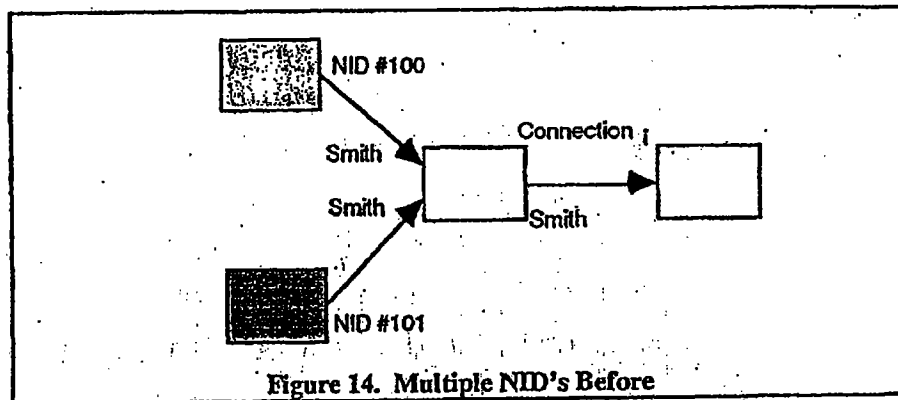 NID #100
Connection i
Smith
Smith
Smith
NID #101
Figure 14. Multiple NID's Before